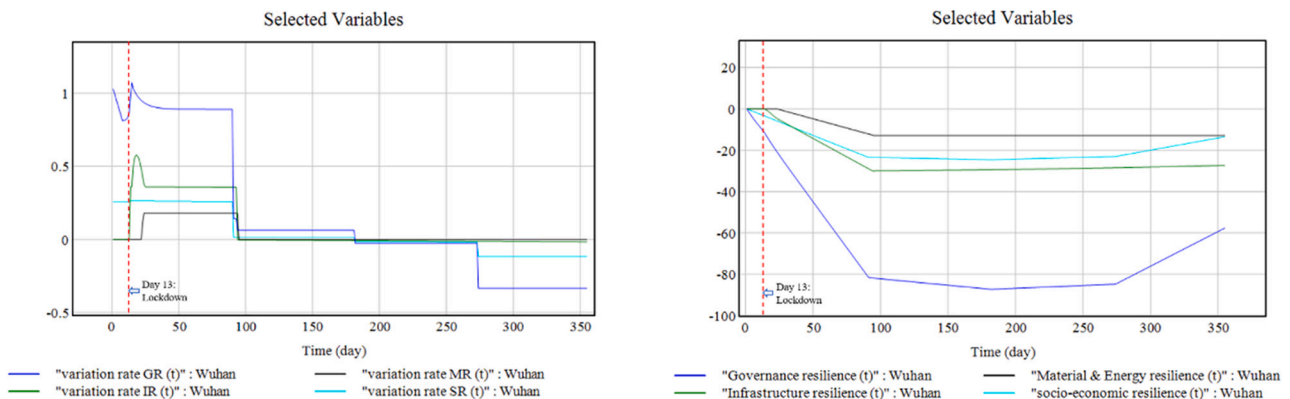 Selected Variables
1
0.5
0
-0.5
Day 13:
Lockdown
0 50 100 150 200 250 300 350
Time (day)
"variation rate GR (t)" : Wuhan
"variation rate MR (t)" : Wuhan
"variation rate IR (t)" : Wuhan
"variation rate SR (t)" : Wuhan
Selected Variables
20
0
-20
-40
-60
-80
-100
Day 13:
Lockdown
0 50 100 150 200 250 300 350
Time (day)
"Governance resilience (t)" : Wuhan
"Material & Energy resilience (t)" : Wuhan
"Infrastructure resilience (t)" : Wuhan
"socio-economic resilience (t)" : Wuhan